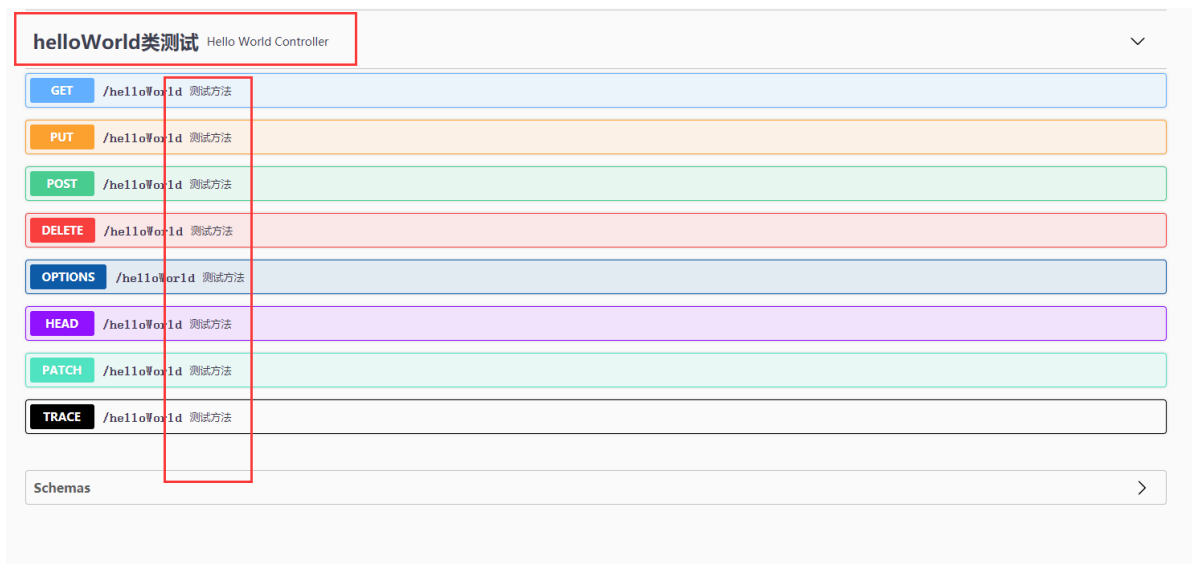 helloWorld类测试 Hello World Controller
GET /helloWorld 测试方法
PUT /helloWorld 测试方法
POST /helloWorld 测试方法
DELETE /helloWorld 测试方法
OPTIONS /helloWorld 测试方法
HEAD /helloWorld 测试方法
PATCH /helloWorld 测试方法
TRACE /helloWorld 测试方法
Schemas